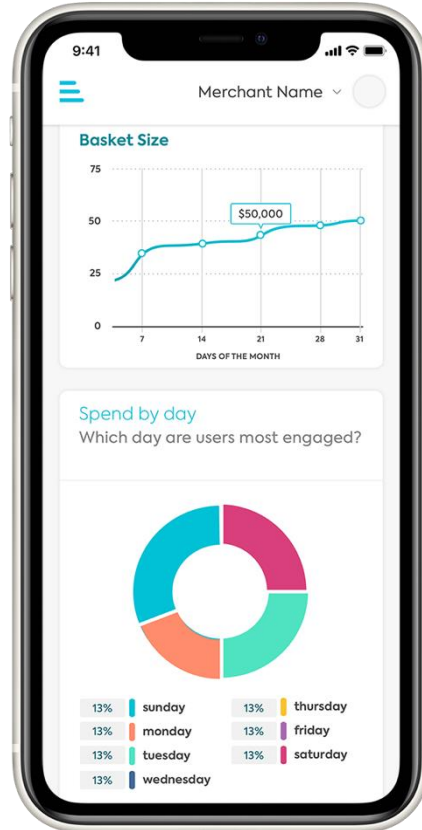 9:41
Merchant Name
Basket Size
75
50
25
0
$50,000
7 14 21 28 31
DAYS OF THE MONTH
Spend by day
Which day are users most engaged?
13% sunday
13% monday
13% tuesday
13% wednesday
13% thursday
13% friday
13% saturday